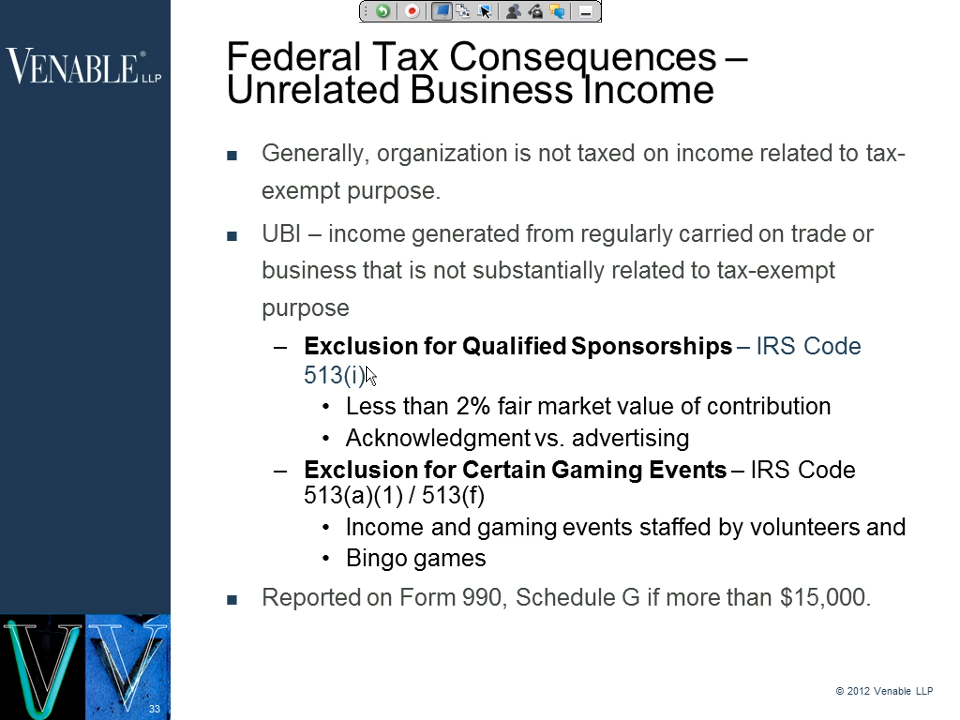 VENABLE® LLP
Federal Tax Consequences –
Unrelated Business Income
■ Generally, organization is not taxed on income related to tax-
exempt purpose.
■ UBI – income generated from regularly carried on trade or
business that is not substantially related to tax-exempt
purpose
– Exclusion for Qualified Sponsorships – IRS Code
513(i)
• Less than 2% fair market value of contribution
• Acknowledgment vs. advertising
– Exclusion for Certain Gaming Events – IRS Code
513(a)(1) / 513(f)
• Income and gaming events staffed by volunteers and
• Bingo games
■ Reported on Form 990, Schedule G if more than $15,000.
V V
33
© 2012 Venable LLP